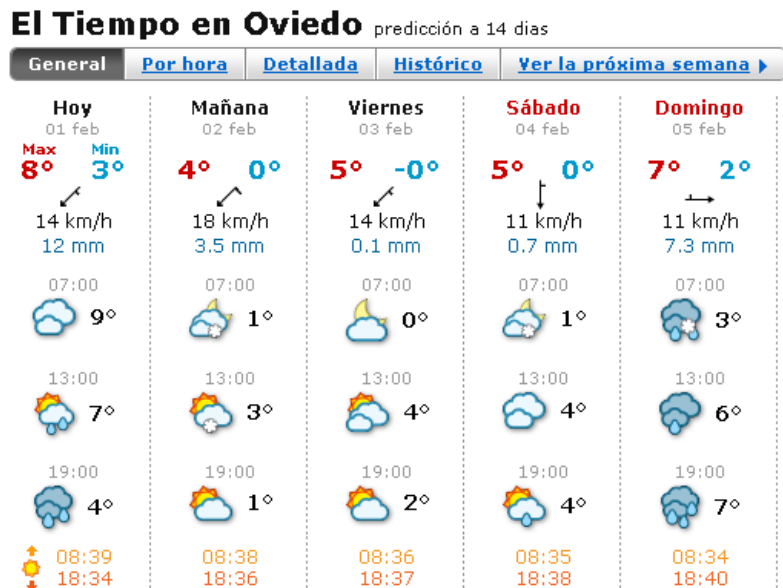 El Tiempo en Oviedo predicción a 14 dias
General Por hora Detallada Histórico Ver la próxima semana
Hoy Mañana Viernes Sábado Domingo
01 feb 02 feb 03 feb 04 feb 05 feb
Max Min
8° 3° 4° 0° 5° -0° 5° 0° 7° 2°
14 km/h 18 km/h 14 km/h 11 km/h 11 km/h
12 mm 3.5 mm 0.1 mm 0.7 mm 7.3 mm
07:00 07:00 07:00 07:00 07:00
9° 1° 0° 1° 3°
13:00 13:00 13:00 13:00 13:00
7° 3° 4° 4° 6°
19:00 19:00 19:00 19:00 19:00
4° 1° 2° 4° 7°
08:39 08:38 08:36 08:35 08:34
18:34 18:36 18:37 18:38 18:40